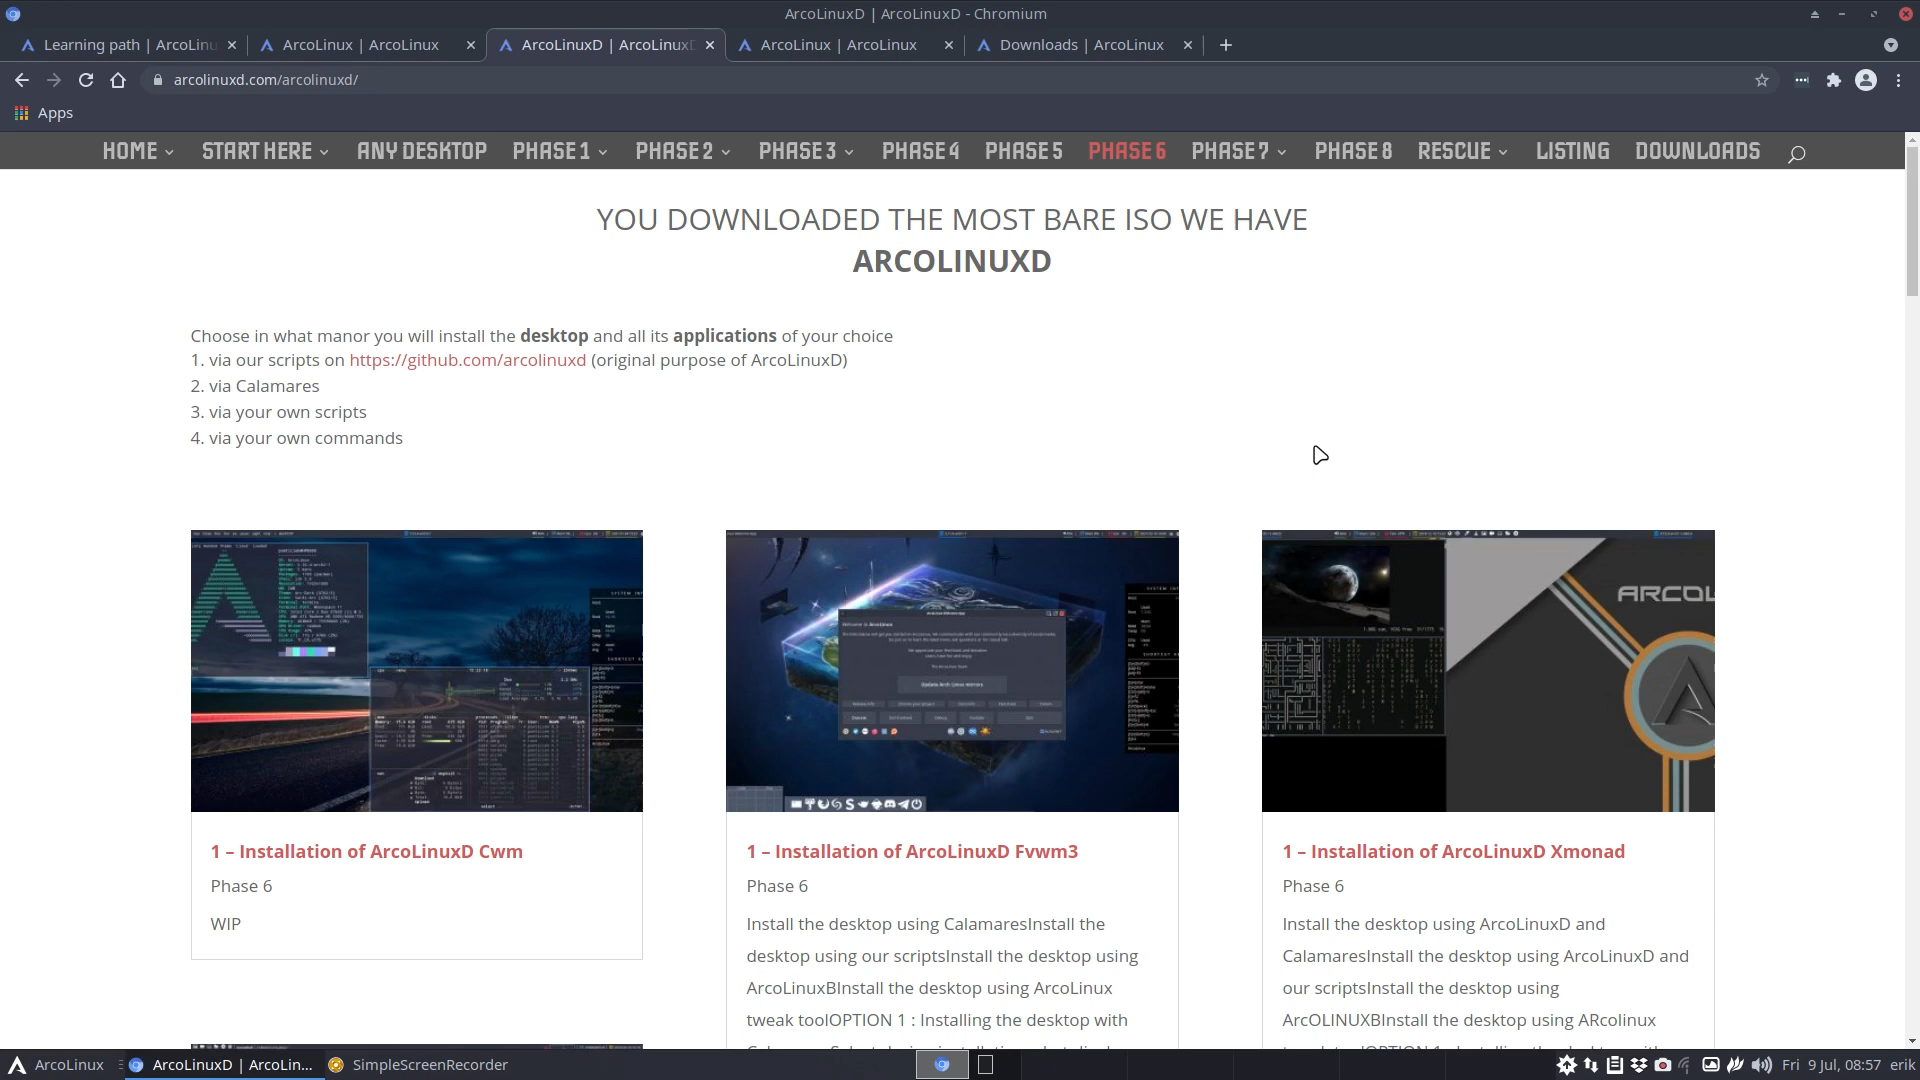 ArcoLinuxD | ArcoLinuxD - Chromium
Learning path | ArcoLinu
ArcoLinux | ArcoLinux
ArcoLinuxD | ArcoLinuxD
ArcoLinux | ArcoLinux
Downloads | ArcoLinux
arcolinuxd.com/arcolinuxd/
Apps
HOME START HERE ANY DESKTOP PHASE 1 PHASE 2 PHASE 3 PHASE 4 PHASE 5 PHASE 6 PHASE 7 PHASE 8 RESCUE LISTING DOWNLOADS
YOU DOWNLOADED THE MOST BARE ISO WE HAVE
ARCOLINUXD
Choose in what manor you will install the desktop and all its applications of your choice
1. via our scripts on https://github.com/arcolinuxd (original purpose of ArcoLinuxD)
2. via Calamares
3. via your own scripts
4. via your own commands
ARCOL
1 – Installation of ArcoLinuxD Cwm
Phase 6
WIP
1 – Installation of ArcoLinuxD Fvwm3
Phase 6
Install the desktop using CalamaresInstall the
desktop using our scriptsInstall the desktop using
ArcoLinuxBInstall the desktop using ArcoLinux
tweak toolOPTION 1 : Installing the desktop with
1 – Installation of ArcoLinuxD Xmonad
Phase 6
Install the desktop using ArcoLinuxD and
CalamaresInstall the desktop using ArcoLinuxD and
our scriptsInstall the desktop using
ArcOLINUXBInstall the desktop using ARcolinux
ArcoLinux
ArcoLinuxD | ArcoLin...
SimpleScreenRecorder
Fri 9 Jul, 08:57 erik